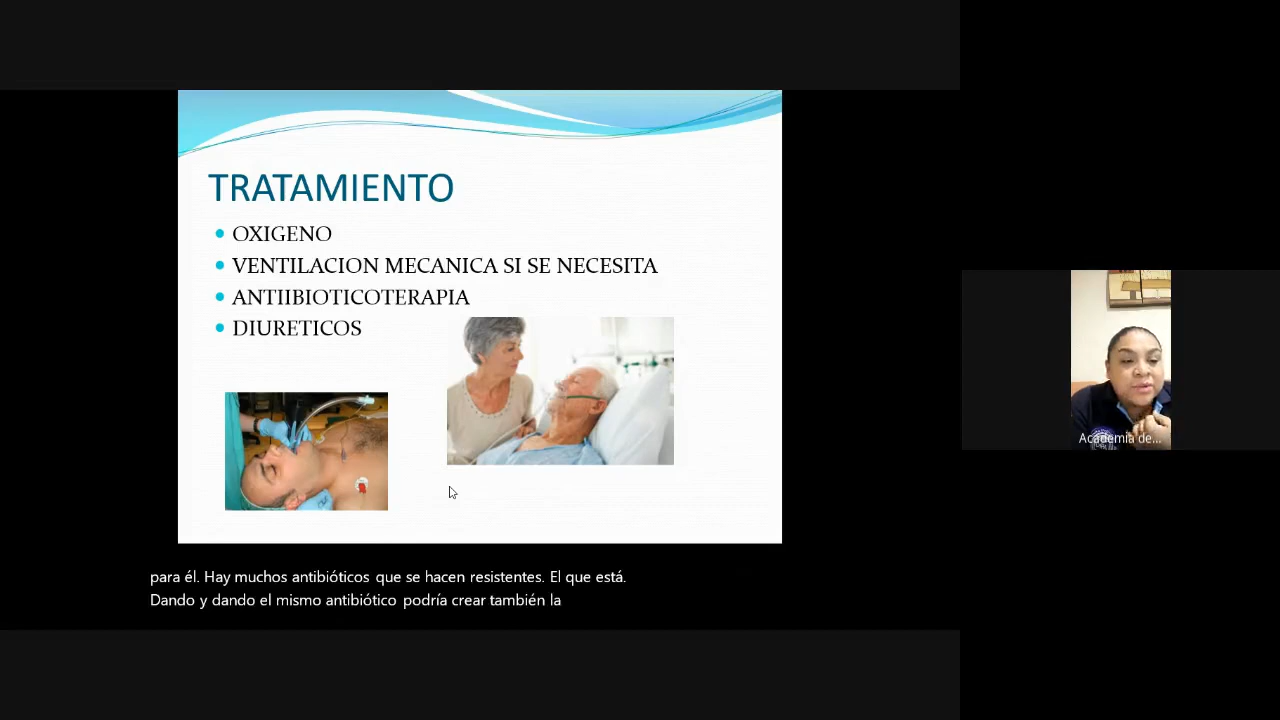 TRATAMIENTO
OXIGENO
VENTILACION MECANICA SI SE NECESITA
ANTIIBIOTICOTERAPIA
DIURETICOS
Academia de...
para él. Hay muchos antibióticos que se hacen resistentes. El que está.
Dando y dando el mismo antibiótico podría crear también la